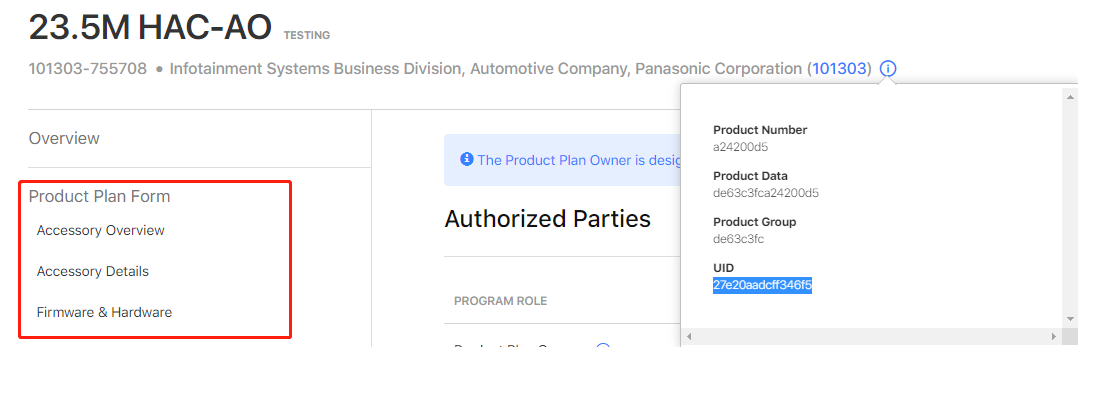 23.5M HAC-AO TESTING
101303-755708 • Infotainment Systems Business Division, Automotive Company, Panasonic Corporation (101303)
Overview
Product Plan Form
Accessory Overview
Accessory Details
Firmware & Hardware
The Product Plan Owner is desig
Authorized Parties
PROGRAM ROLE
Product Number
a24200d5
Product Data
de63c3fca24200d5
Product Group
de63c3fc
UID
27e20aadcff346f5